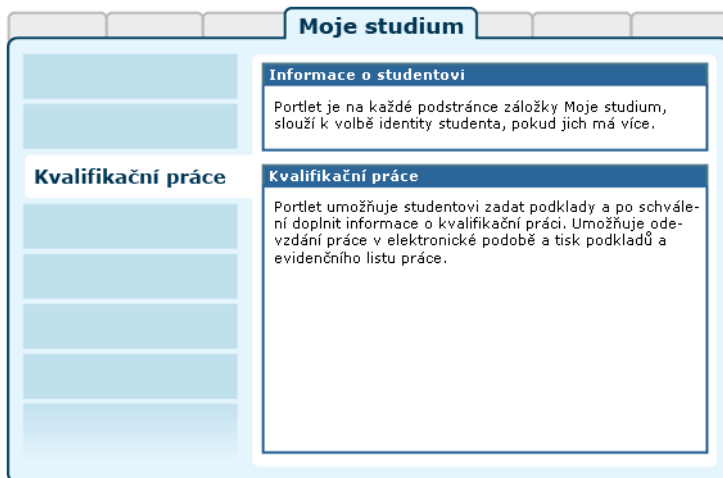 Moje studium
Informace o studentovi
Portlet je na každé podstránce záložky Moje studium,
slouží k volbě identity studenta, pokud jich má více.
Kvalifikační práce
Kvalifikační práce
Portlet umožňuje studentovi zadat podklady a po schvále-
ní doplnit informace o kvalifikační práci. Umožňuje ode-
vzdání práce v elektronické podobě a tisk podkladů a
evidenčního listu práce.